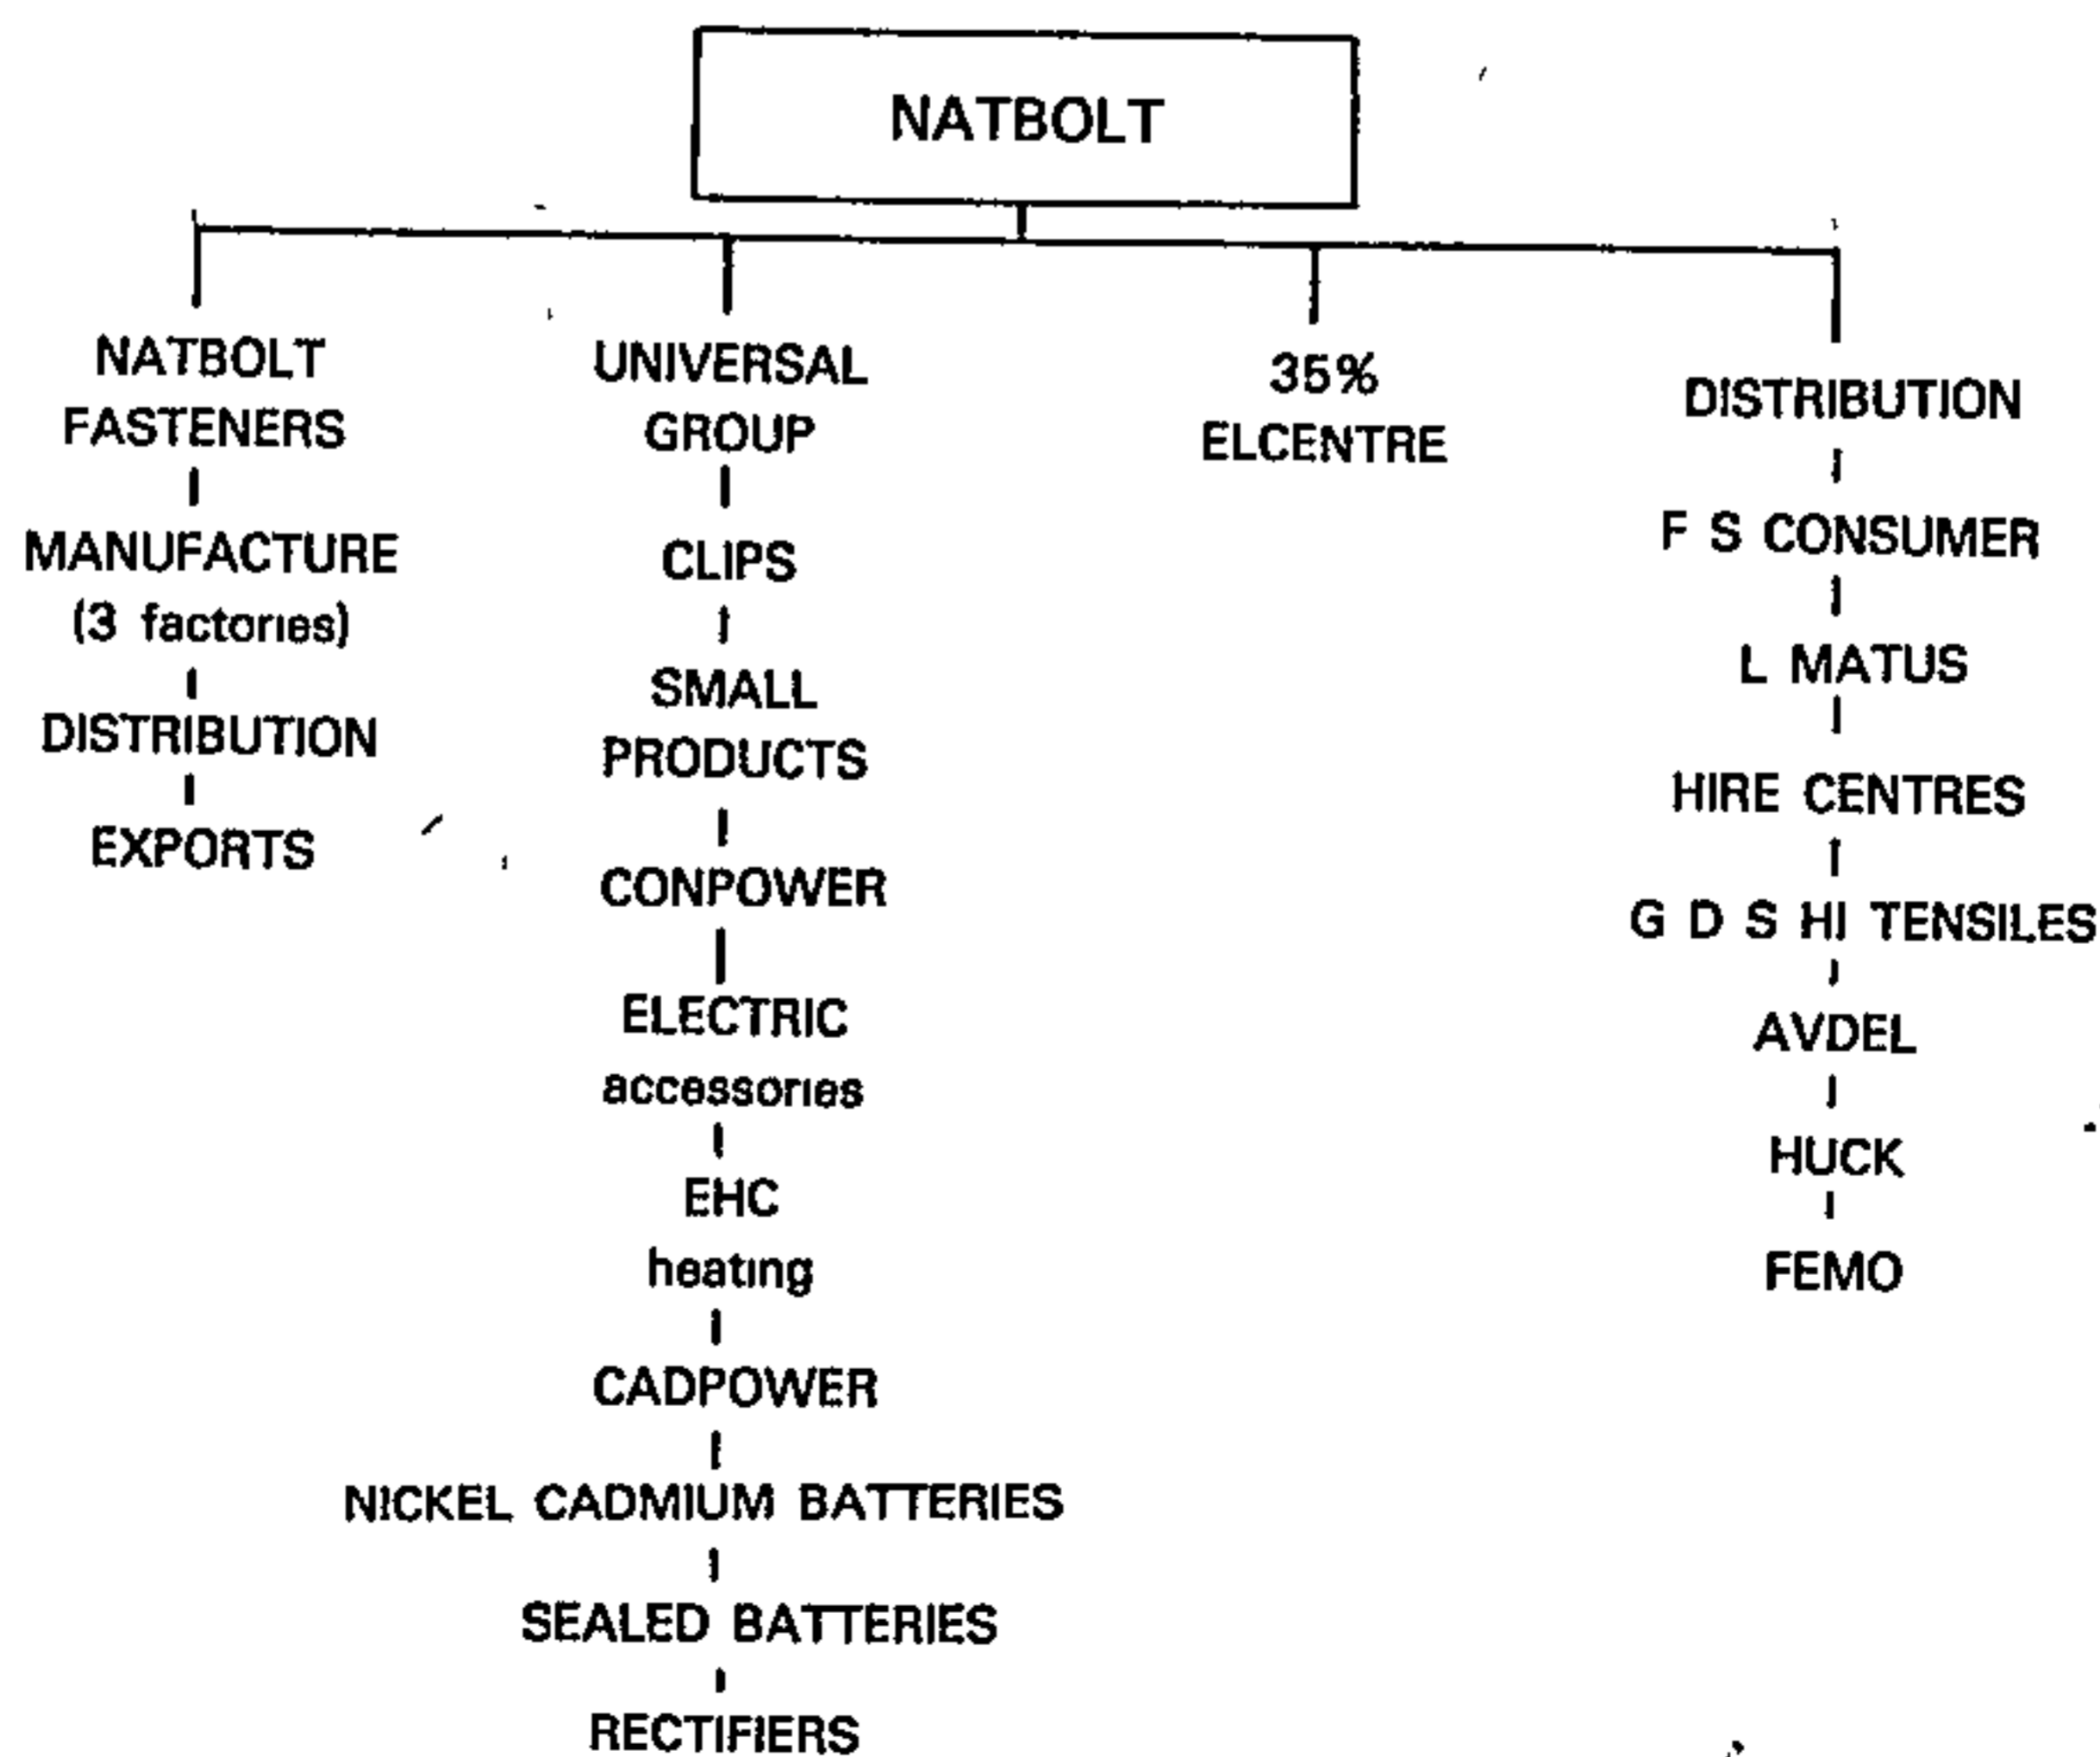 NATBOLT
NATBOLT
FASTENERS
MANUFACTURE
(3 factories)
DISTRIBUTION
EXPORTS
UNIVERSAL
GROUP
CLIPS
SMALL
PRODUCTS
CONPOWER
ELECTRIC
accessories
EHC
heating
CADPOWER
NICKEL CADMIUM BATTERIES
SEALED BATTERIES
RECTIFIERS
35%
ELCENTRE
DISTRIBUTION
F S CONSUMER
L MATUS
HIRE CENTRES
G D S HI TENSILES
AVDEL
HUCK
FEMO